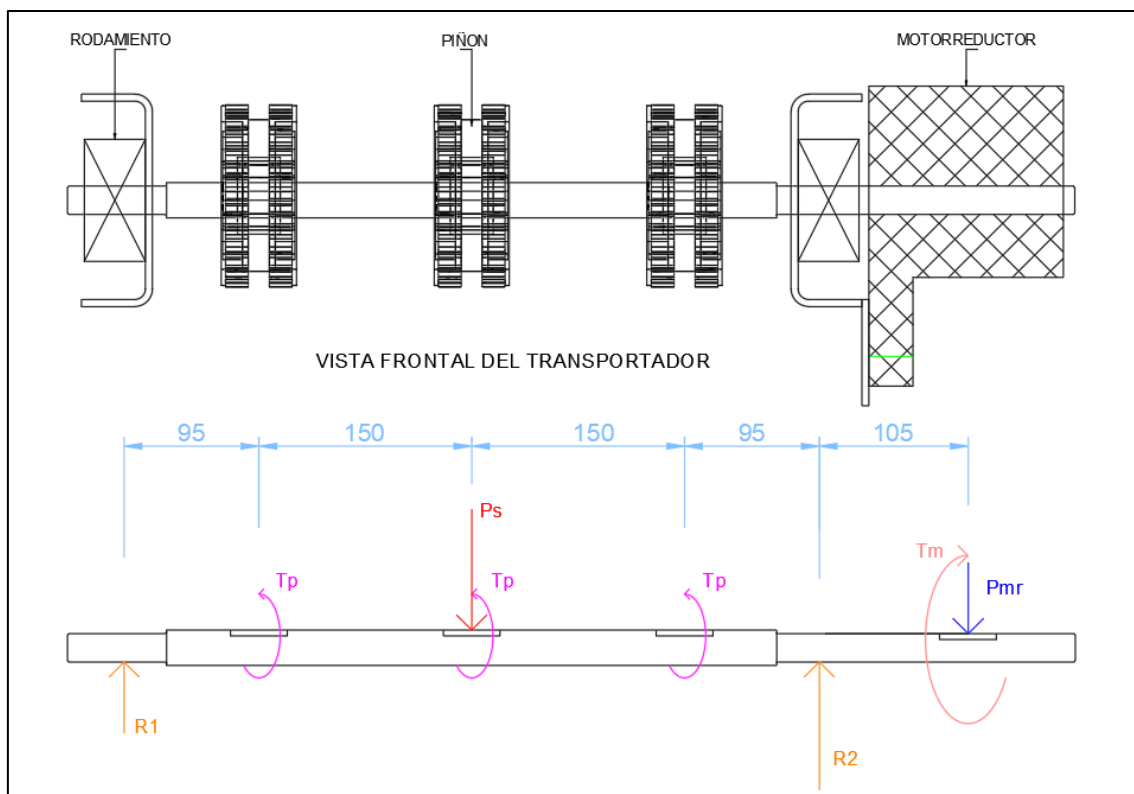 RODAMIENTO
PIÑON
MOTORREDUCTOR
VISTA FRONTAL DEL TRANSPORTADOR
95
150
150
95
105
Ps
Tm
Tp
Tp
Tp
Pmr
R1
R2